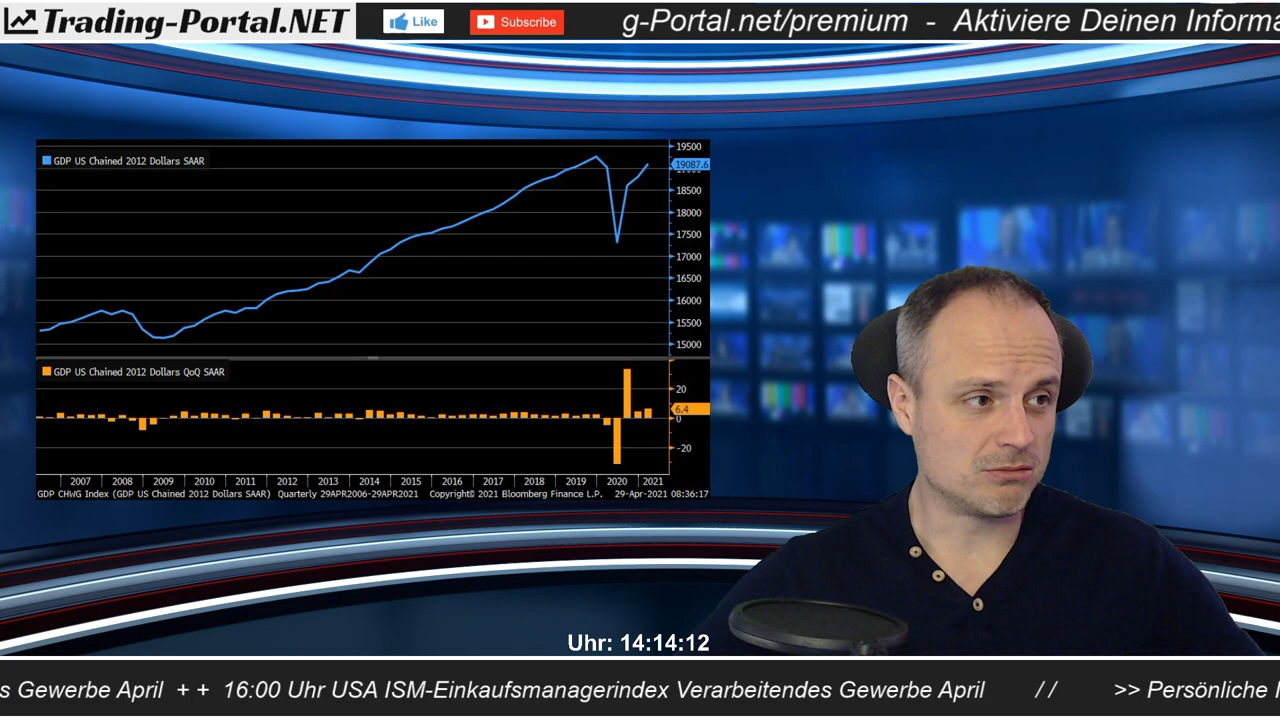 Trading-Portal.NET
Like
Subscribe
g-Portal.net/premium - Aktiviere Deinen Informa
GDP US Chained 2012 Dollars SAAR
19500
19087.6
18500
18000
17500
17000
16500
16000
15500
15000
GDP US Chained 2012 Dollars QoQ SAAR
20
6.4
0
-20
2007 2008 2009 2010 2011 2012 2013 2014 2015 2016 2017 2018 2019 2020 2021
GDP CHWG Index (GDP US Chained 2012 Dollars SAAR) Quarterly 29APR2006-29APR2021 Copyright© 2021 Bloomberg Finance L.P. 29-Apr-2021 08:36:17
Uhr: 14:14:12
s Gewerbe April ++ 16:00 Uhr USA ISM-Einkaufsmanagerindex Verarbeitendes Gewerbe April // >> Persönliche